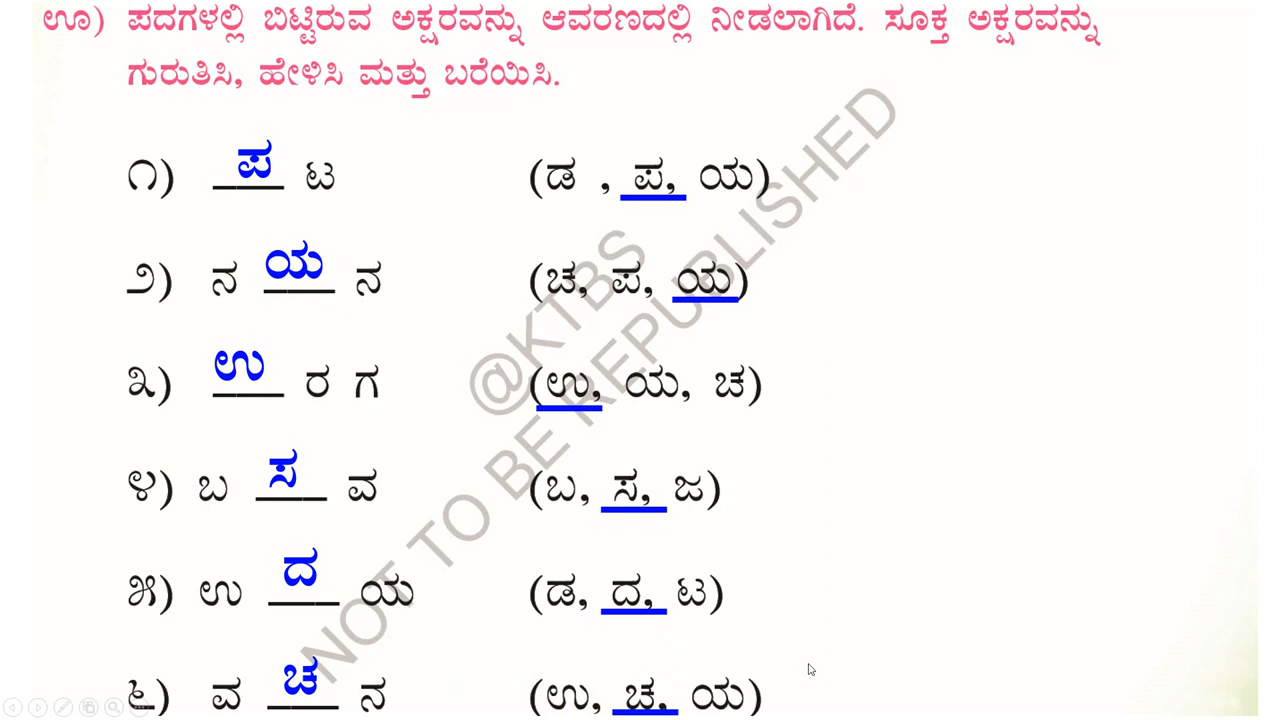 ಊ) ಪದಗಳಲ್ಲಿ ಬಿಟ್ಟಿರುವ ಅಕ್ಷರವನ್ನು ಆವರಣದಲ್ಲಿ ನೀಡಲಾಗಿದೆ. ಸೂಕ್ತ ಅಕ್ಷರವನ್ನು
ಗುರುತಿಸಿ, ಹೇಳಿಸಿ ಮತ್ತು ಬರೆಯಿಸಿ.
೧) ಪ ಟ (ಡ , ಪ, ಯ)
೨) ನ ಯ ನ (ಚ, ಪ, ಯ)
೩) ಉ ರ ಗ (ಉ, ಯ, ಚ)
೪) ಬ ಸ ವ (ಬ, ಸ, ಜ)
೫) ಉ ದ ಯ (ಡ, ದ, ಟ)
೬) ವ ಚ ನ (ಉ, ಚ, ಯ)
@KTBS
NOT TO BE REPUBLISHED